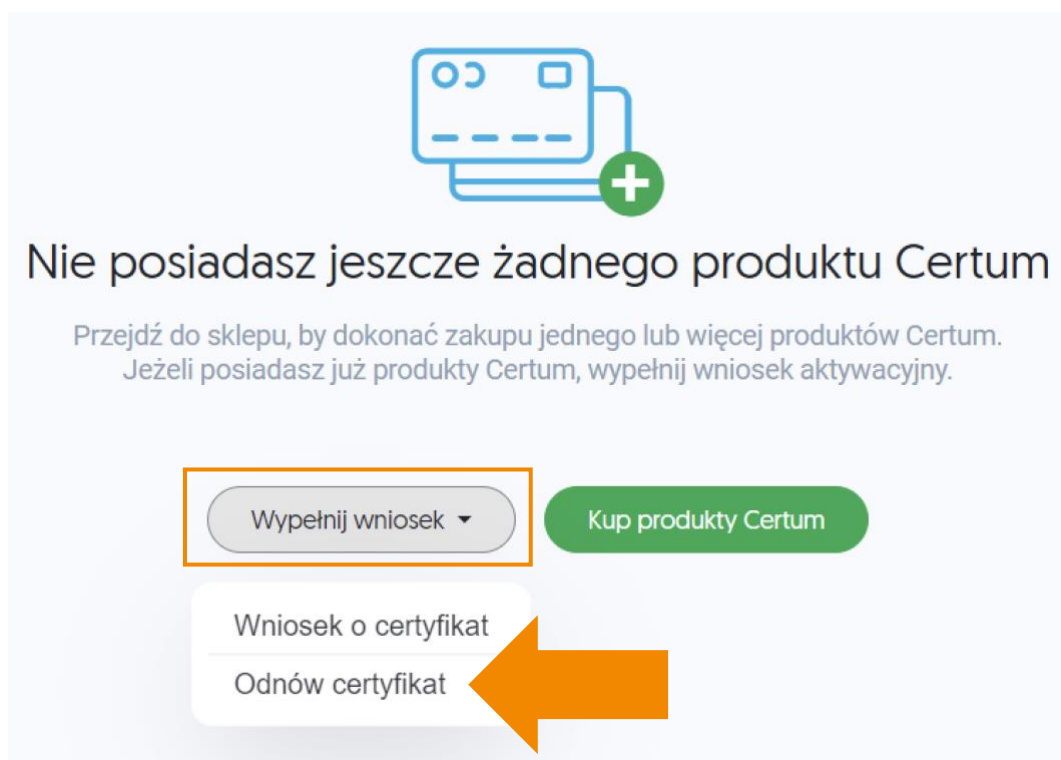 Nie posiadasz jeszcze żadnego produktu Certum
Przejdź do sklepu, by dokonać zakupu jednego lub więcej produktów Certum.
Jeżeli posiadasz już produkty Certum, wypełnij wniosek aktywacyjny.
Wypełnij wniosek
Kup produkty Certum
Wniosek o certyfikat
Odnów certyfikat